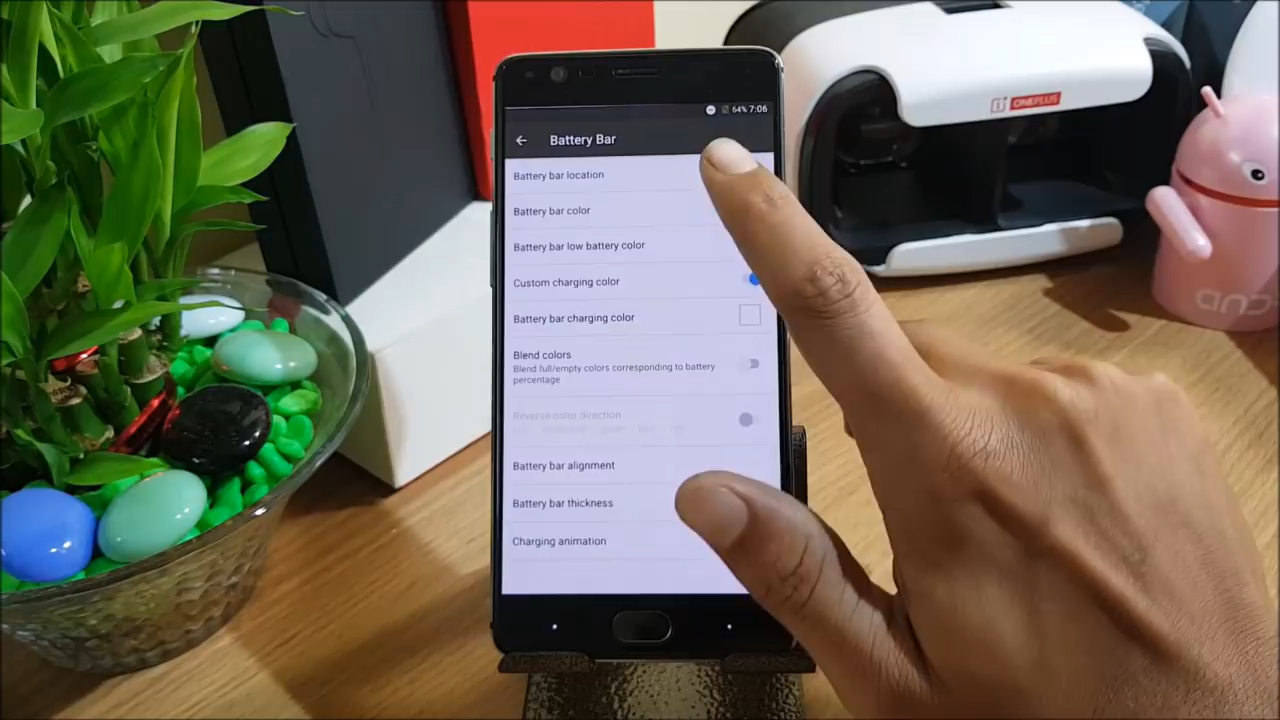 64% 7:06
Battery Bar
Battery bar location
Battery bar color
Battery bar low battery color
Custom charging color
Battery bar charging color
Blend colors
Blend full/empty colors corresponding to battery
percentage
Reverse color direction
Battery bar alignment
Battery bar thickness
Charging animation
ONEPLUS